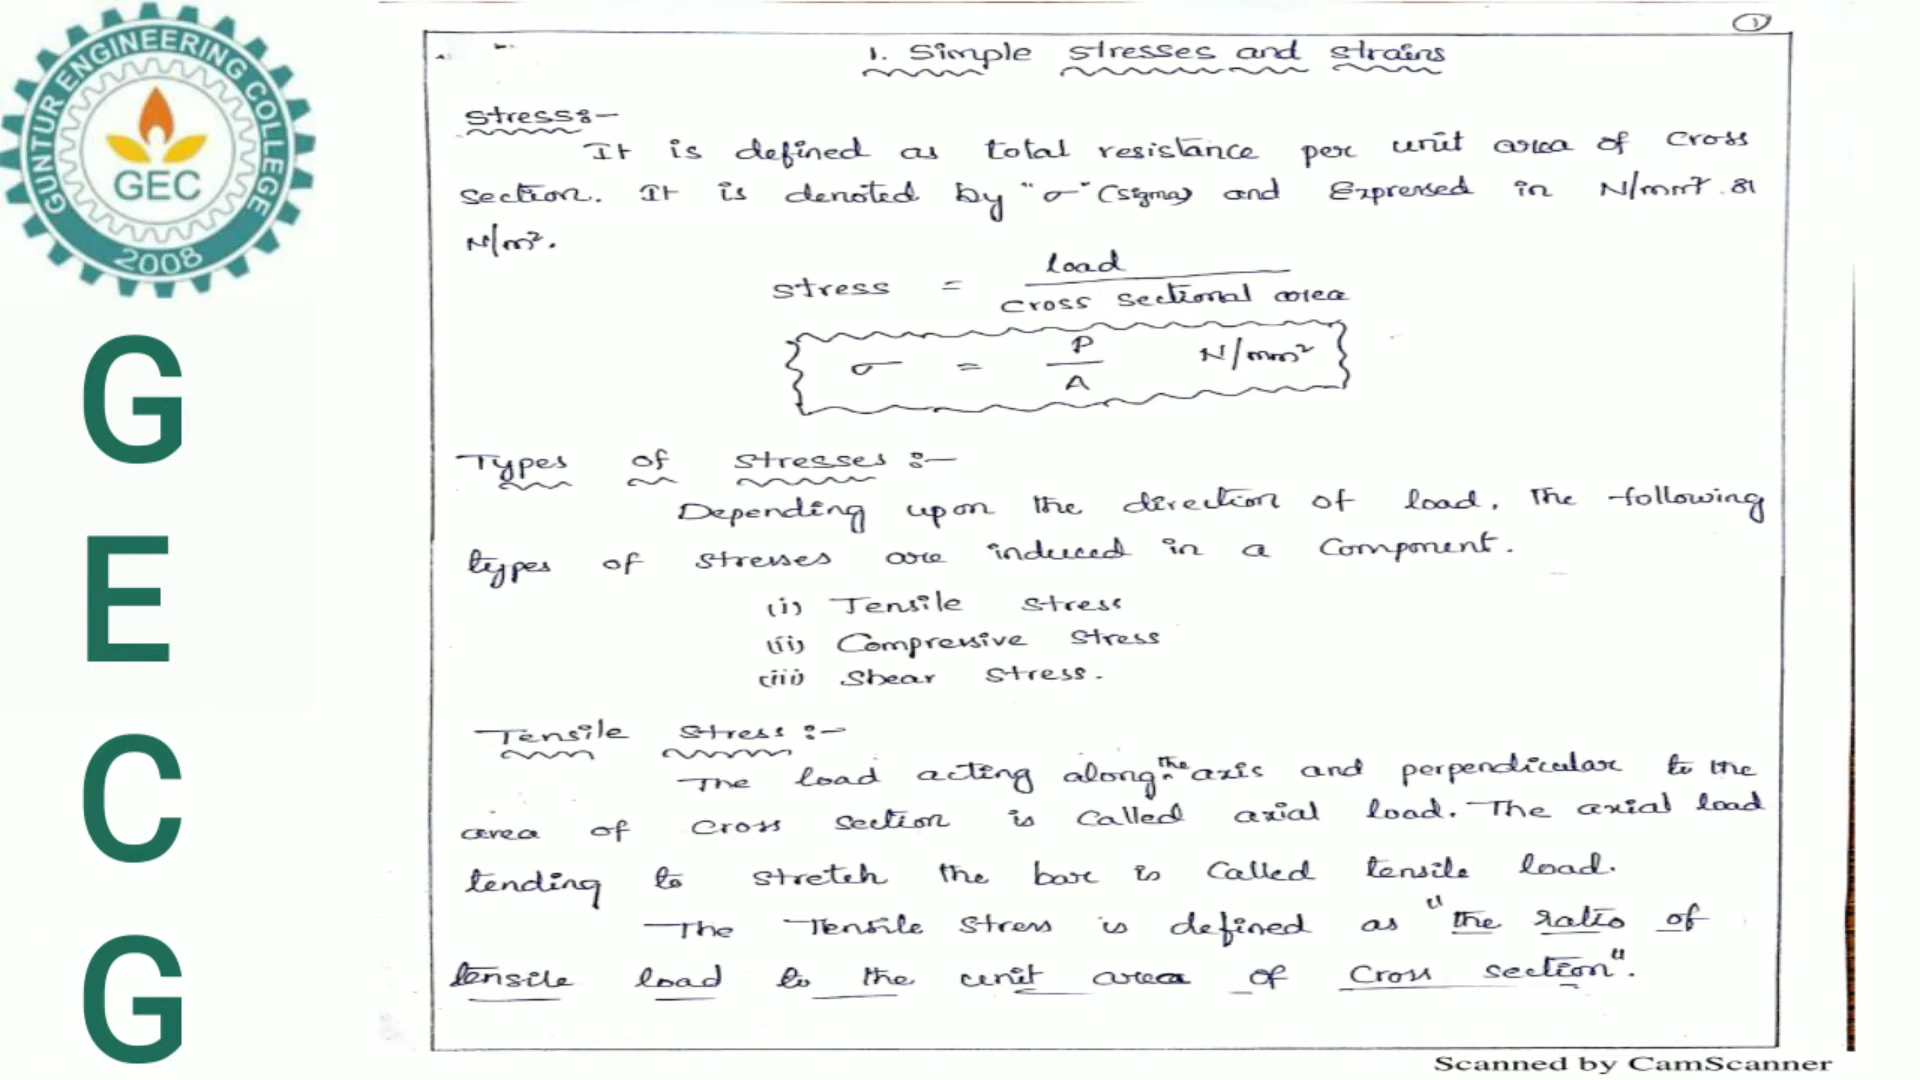 GUNTUR ENGINEERING COLLEGE
GEC
2008
G
E
C
G
1
1. Simple stresses and strains
Stress:-
It is defined as total resistance per unit area of cross
section. It is denoted by "σ" (sigma) and Expressed in N/mm².
N/m².
stress = load / cross sectional area
σ = P / A N/mm²
Types of stresses :-
Depending upon the direction of load, the following
types of stresses are induced in a component.
(i) Tensile stress
(ii) Compressive stress
(iii) Shear stress.
Tensile stress :-
The load acting along the axis and perpendicular to the
area of cross section is called axial load. The axial load
tending to stretch the bar is called tensile load.
The Tensile stress is defined as "the ratio of
tensile load to the unit area of cross section".
Scanned by CamScanner